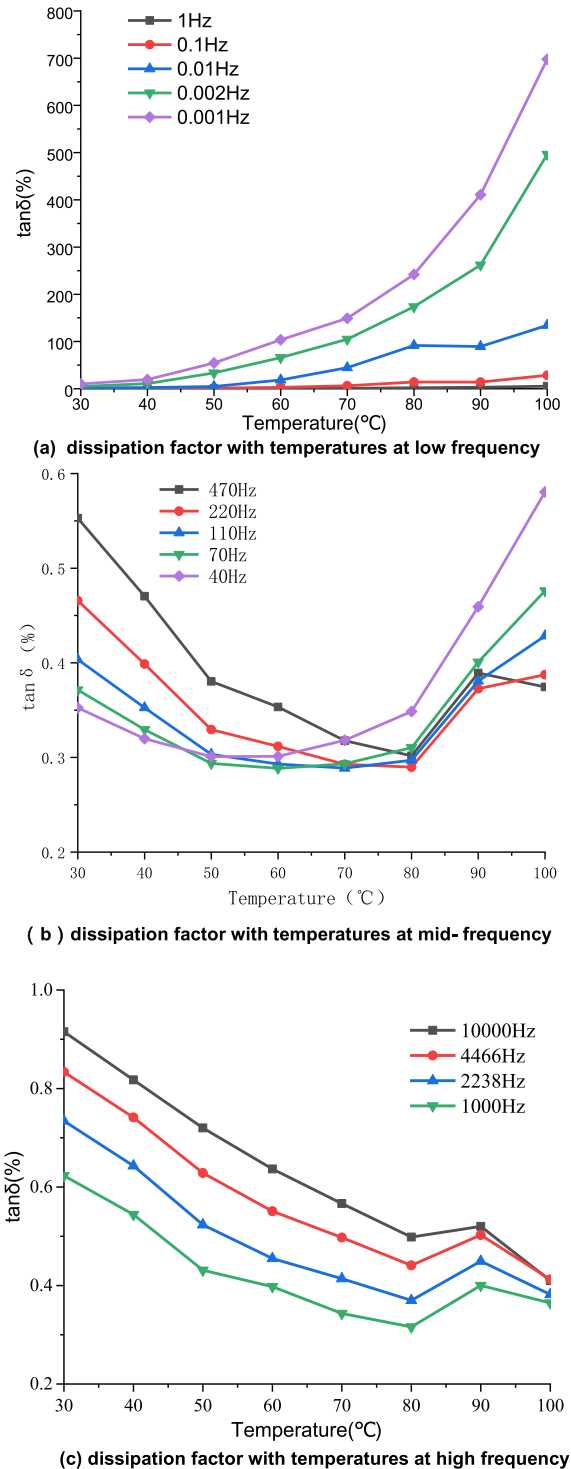 800
700
600
500
400
300
200
100
0
tanδ(%)
1Hz
0.1Hz
0.01Hz
0.002Hz
0.001Hz
30 40 50 60 70 80 90 100
Temperature(℃)
(a) dissipation factor with temperatures at low frequency
0.6
0.5
0.4
0.3
0.2
tan δ (%)
470Hz
220Hz
110Hz
70Hz
40Hz
30 40 50 60 70 80 90 100
Temperature（℃）
( b ) dissipation factor with temperatures at mid- frequency
1.0
0.8
0.6
0.4
0.2
tanδ(%)
10000Hz
4466Hz
2238Hz
1000Hz
30 40 50 60 70 80 90 100
Temperature(℃)
(c) dissipation factor with temperatures at high frequency